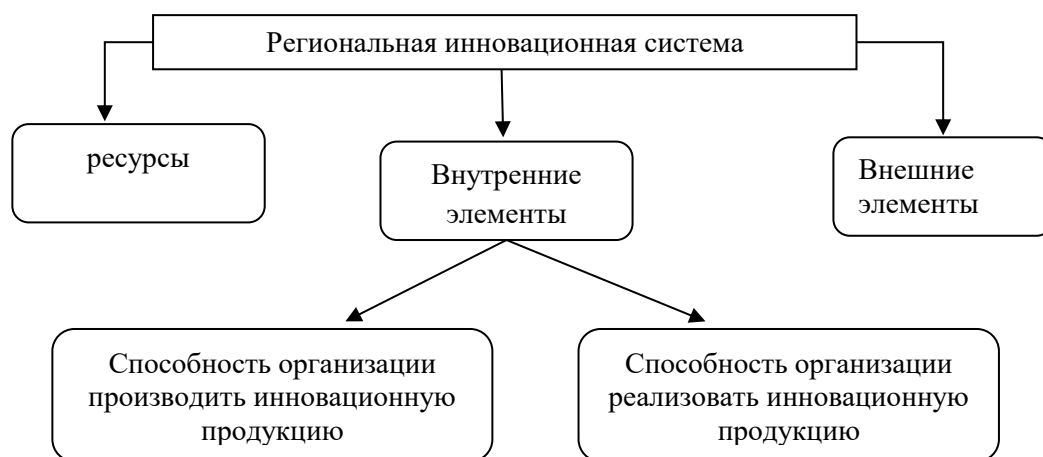 Региональная инновационная система
ресурсы
Внутренние
элементы
Внешние
элементы
Способность организации
производить инновационную
продукцию
Способность организации
реализовать инновационную
продукцию